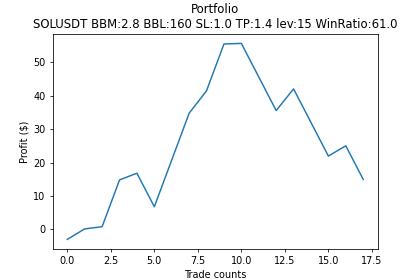 Portfolio
SOLUSDT BBM:2.8 BBL:160 SL:1.0 TP:1.4 lev:15 WinRatio:61.0
Profit ($)
50
40
30
20
10
0
0.0 2.5 5.0 7.5 10.0 12.5 15.0 17.5
Trade counts